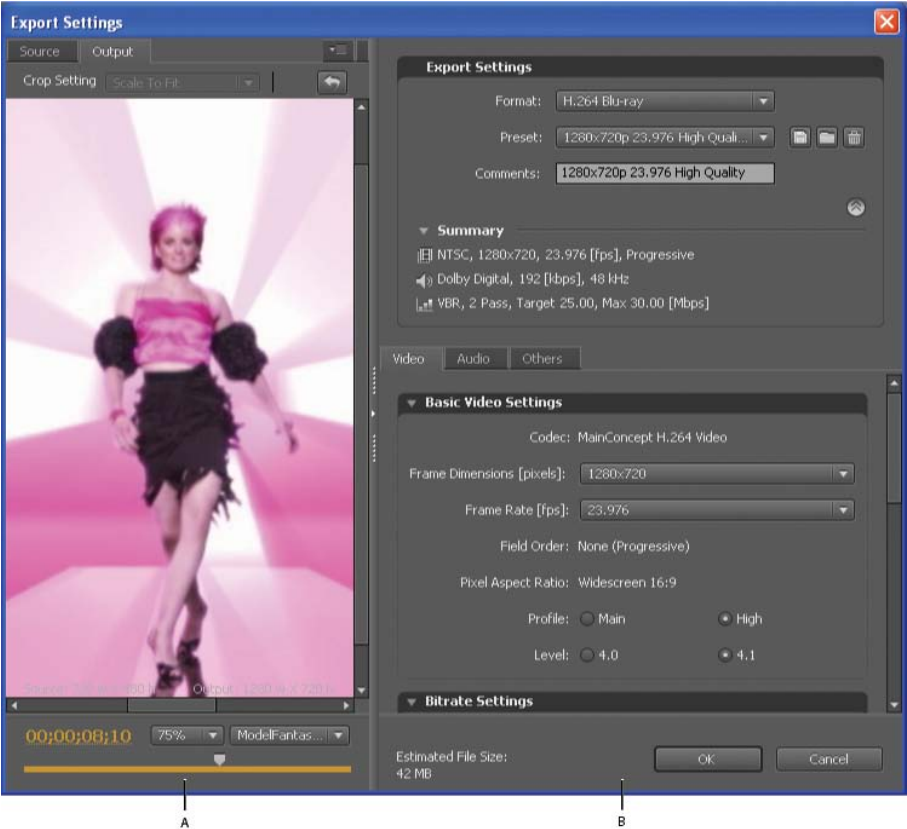 Export Settings
Source Output
Crop Setting Scale To Fit
Export Settings
Format: H.264 Blu-ray
Preset: 1280x720p 23.976 High Quali...
Comments: 1280x720p 23.976 High Quality
Summary
NTSC, 1280x720, 23.976 [fps], Progressive
Dolby Digital, 192 [kbps], 48 kHz
VBR, 2 Pass, Target 25.00, Max 30.00 [Mbps]
Video Audio Others
Basic Video Settings
Codec: MainConcept H.264 Video
Frame Dimensions [pixels]: 1280x720
Frame Rate [fps]: 23.976
Field Order: None (Progressive)
Pixel Aspect Ratio: Widescreen 16:9
Profile: Main High
Level: 4.0 4.1
Bitrate Settings
Output: 1280
00;00;08;10 75% ModelFantas...
Estimated File Size:
42 MB
OK Cancel
A B